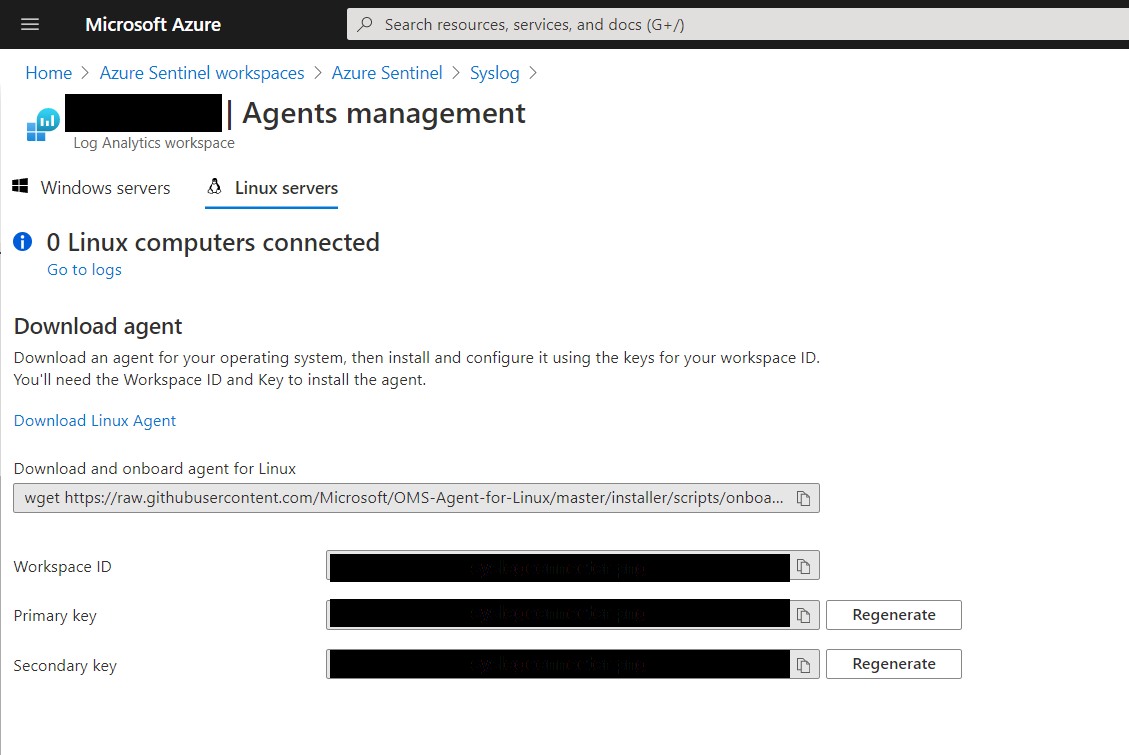 Microsoft Azure
Search resources, services, and docs (G+/)
Home > Azure Sentinel workspaces > Azure Sentinel > Syslog >
| Agents management
Log Analytics workspace
Windows servers Linux servers
0 Linux computers connected
Go to logs
Download agent
Download an agent for your operating system, then install and configure it using the keys for your workspace ID.
You'll need the Workspace ID and Key to install the agent.
Download Linux Agent
Download and onboard agent for Linux
wget https://raw.githubusercontent.com/Microsoft/OMS-Agent-for-Linux/master/installer/scripts/onboa...
Workspace ID
Primary key
Regenerate
Secondary key
Regenerate